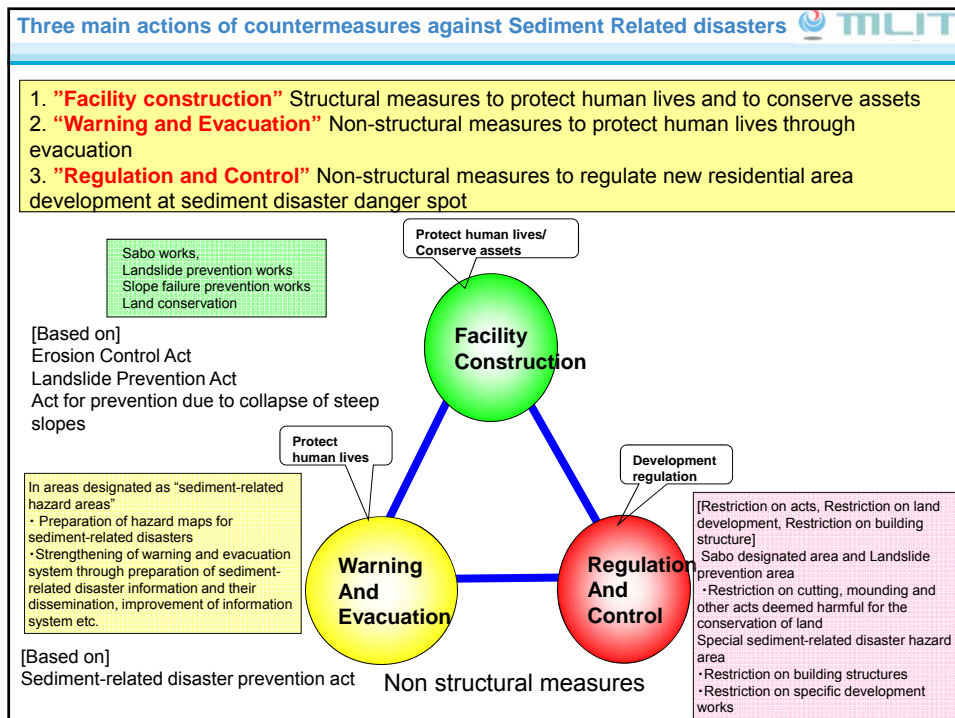 Three main actions of countermeasures against Sediment Related disasters
MLIT
1. ”Facility construction” Structural measures to protect human lives and to conserve assets
2. “Warning and Evacuation” Non-structural measures to protect human lives through
evacuation
3. ”Regulation and Control” Non-structural measures to regulate new residential area
development at sediment disaster danger spot
Protect human lives/
Conserve assets
Sabo works,
Landslide prevention works
Slope failure prevention works
Land conservation
Facility
Construction
[Based on]
Erosion Control Act
Landslide Prevention Act
Act for prevention due to collapse of steep
slopes
Protect
human lives
Development
regulation
In areas designated as “sediment-related
hazard areas”
・ Preparation of hazard maps for
sediment-related disasters
・Strengthening of warning and evacuation
system through preparation of sediment-
related disaster information and their
dissemination, improvement of information
system etc.
Warning
And
Evacuation
Regulation
And
Control
[Restriction on acts, Restriction on land
development, Restriction on building
structure]
Sabo designated area and Landslide
prevention area
・Restriction on cutting, mounding and
other acts deemed harmful for the
conservation of land
Special sediment-related disaster hazard
area
・Restriction on building structures
・Restriction on specific development
works
[Based on]
Sediment-related disaster prevention act
Non structural measures